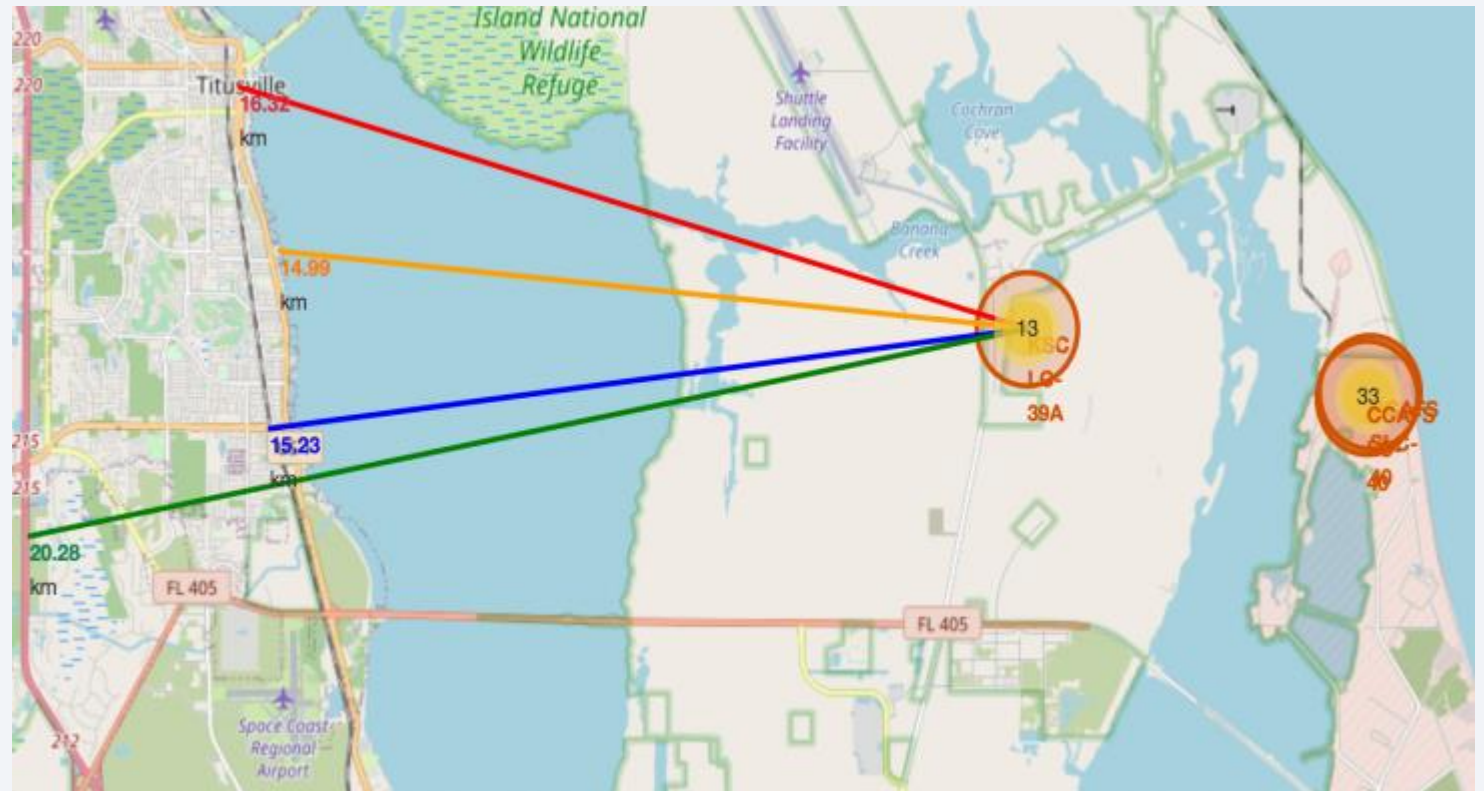 Island National
Wildlife
Refuge
220
220
Titusville
16.32
km
Shuttle
Landing
Facility
Cochran
Cove
Banana
Creek
14.99
km
13
KSC
LC-
39A
33
CCAFS
SLC-
40
215
215
15.23
km
20.28
km
FL 405
FL 405
212
Space Coast
Regional
Airport